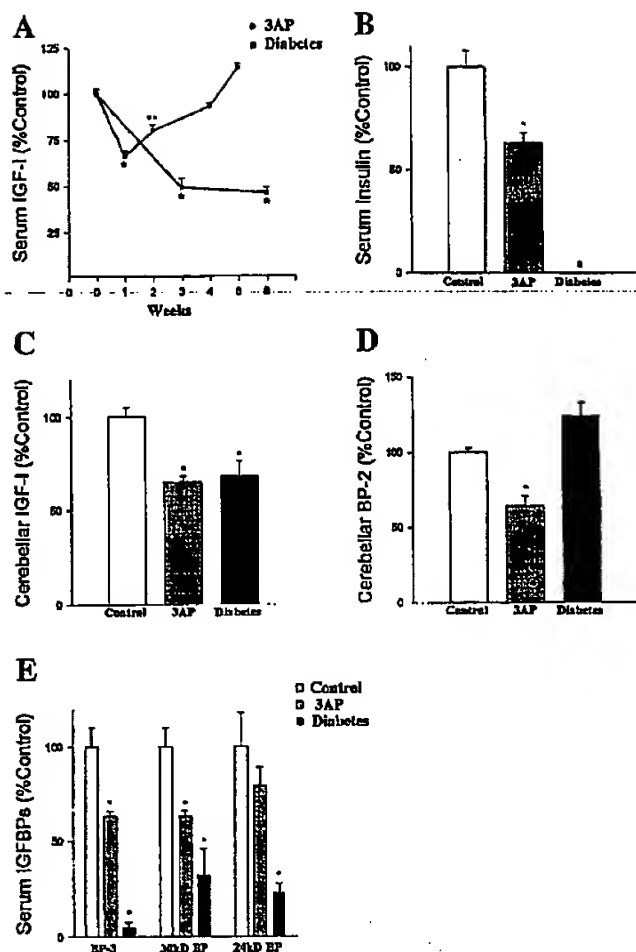 A
3AP
Diabetes
Serum IGF-I (%Control)
125
100
75
50
25
0 1 2 3 4
Weeks
B
Serum Insulin (%Control)
100
50
0
Control 3AP Diabetes
C
Cerebellar IGF-I (%Control)
100
50
0
Control 3AP Diabetes
D
Cerebellar BP-2 (%Control)
150
100
50
0
Control 3AP Diabetes
E
Control
3AP
Diabetes
Serum IGFBPs (%Control)
100
50
0
BP-3 30kD BP 24kD BP